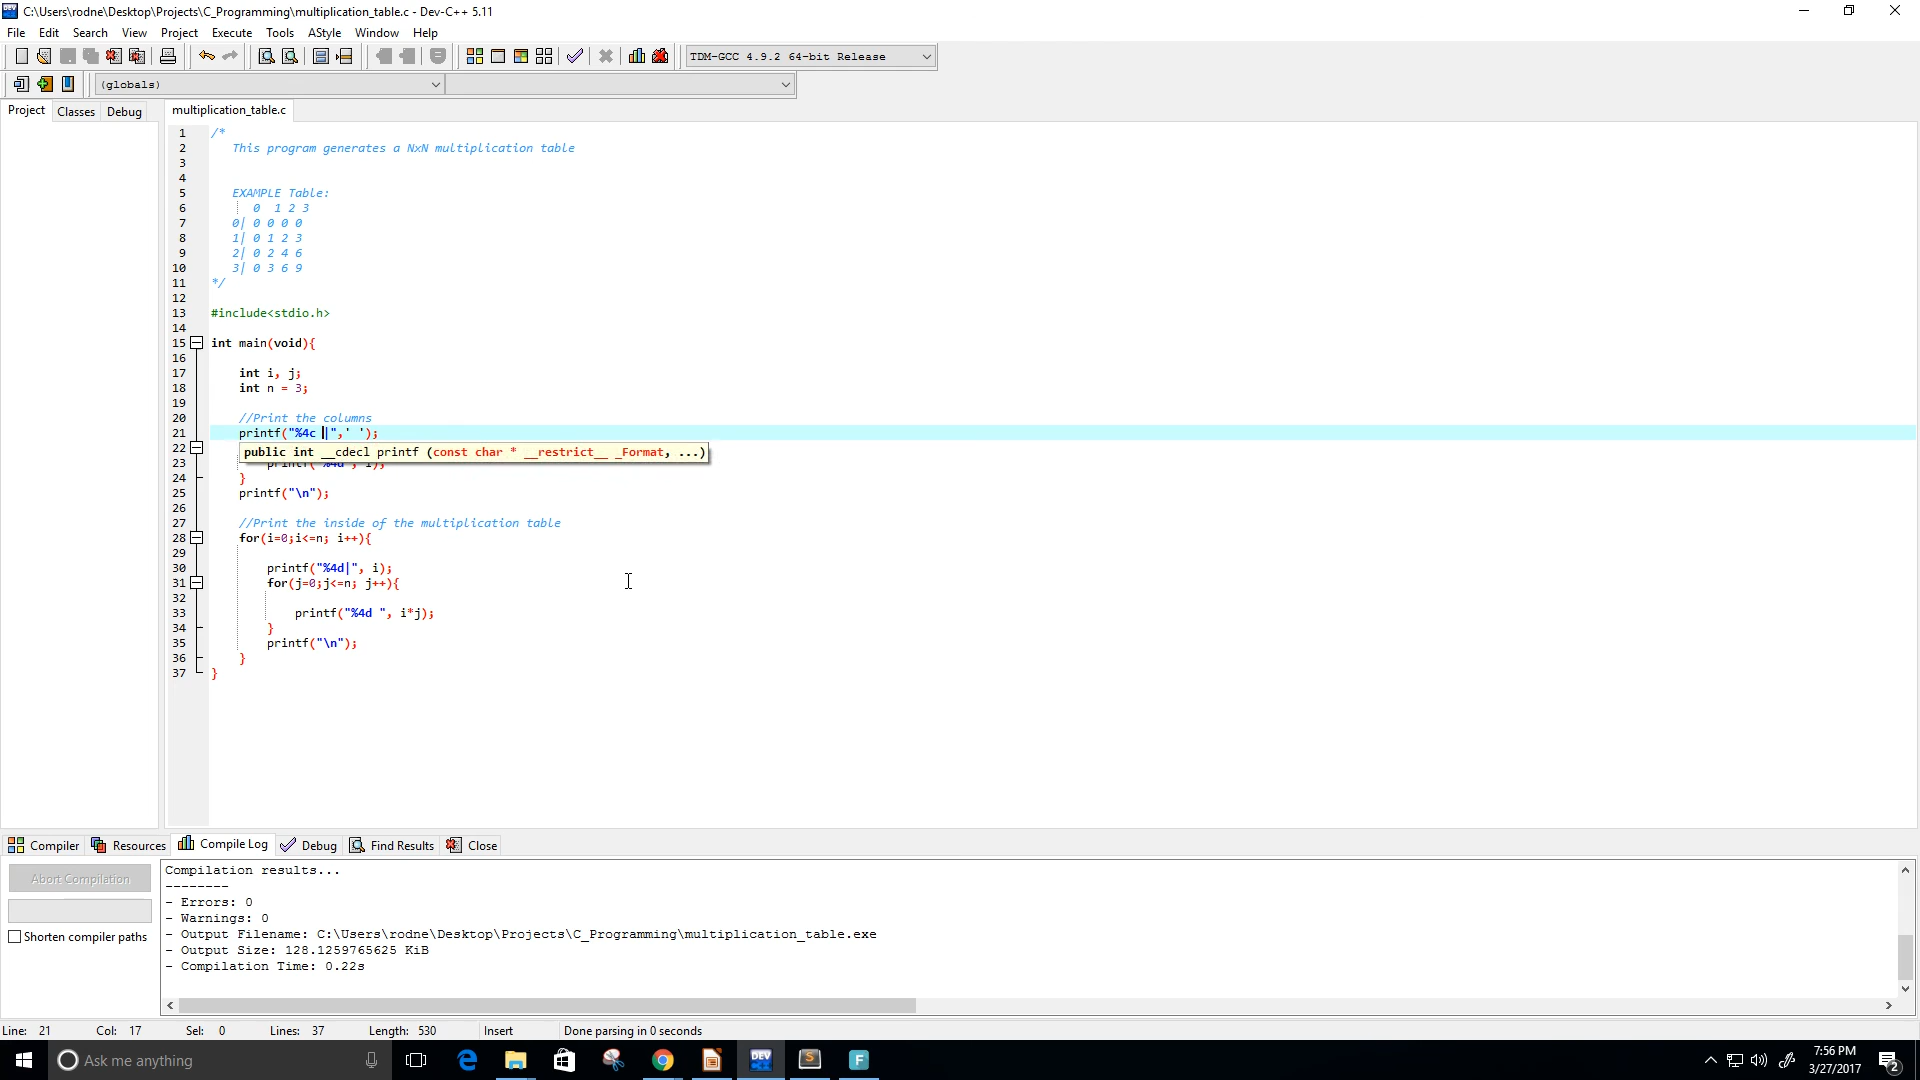 C:\Users\rodne\Desktop\Projects\C_Programming\multiplication_table.c - Dev-C++ 5.11
File Edit Search View Project Execute Tools AStyle Window Help
TDM-GCC 4.9.2 64-bit Release
(globals)
Project Classes Debug multiplication_table.c
1 /*
2 This program generates a NxN multiplication table
3
4
5 EXAMPLE Table:
6 0 1 2 3
7 0| 0 0 0 0
8 1| 0 1 2 3
9 2| 0 2 4 6
10 3| 0 3 6 9
11 */
12
13 #include<stdio.h>
14
15 int main(void){
16
17 int i, j;
18 int n = 3;
19
20 //Print the columns
21 printf("%4c |",' ');
22 public int __cdecl printf (const char * __restrict__ _Format, ...)
23 printf("%4d", i);
24 }
25 printf("\n");
26
27 //Print the inside of the multiplication table
28 for(i=0;i<=n; i++){
29
30 printf("%4d|", i);
31 for(j=0;j<=n; j++){
32
33 printf("%4d ", i*j);
34 }
35 printf("\n");
36 }
37 }
Compiler Resources Compile Log Debug Find Results Close
Abort Compilation
Shorten compiler paths
Compilation results...
--------
- Errors: 0
- Warnings: 0
- Output Filename: C:\Users\rodne\Desktop\Projects\C_Programming\multiplication_table.exe
- Output Size: 128.1259765625 KiB
- Compilation Time: 0.22s
Line: 21 Col: 17 Sel: 0 Lines: 37 Length: 530 Insert Done parsing in 0 seconds
Ask me anything
7:56 PM
3/27/2017
2